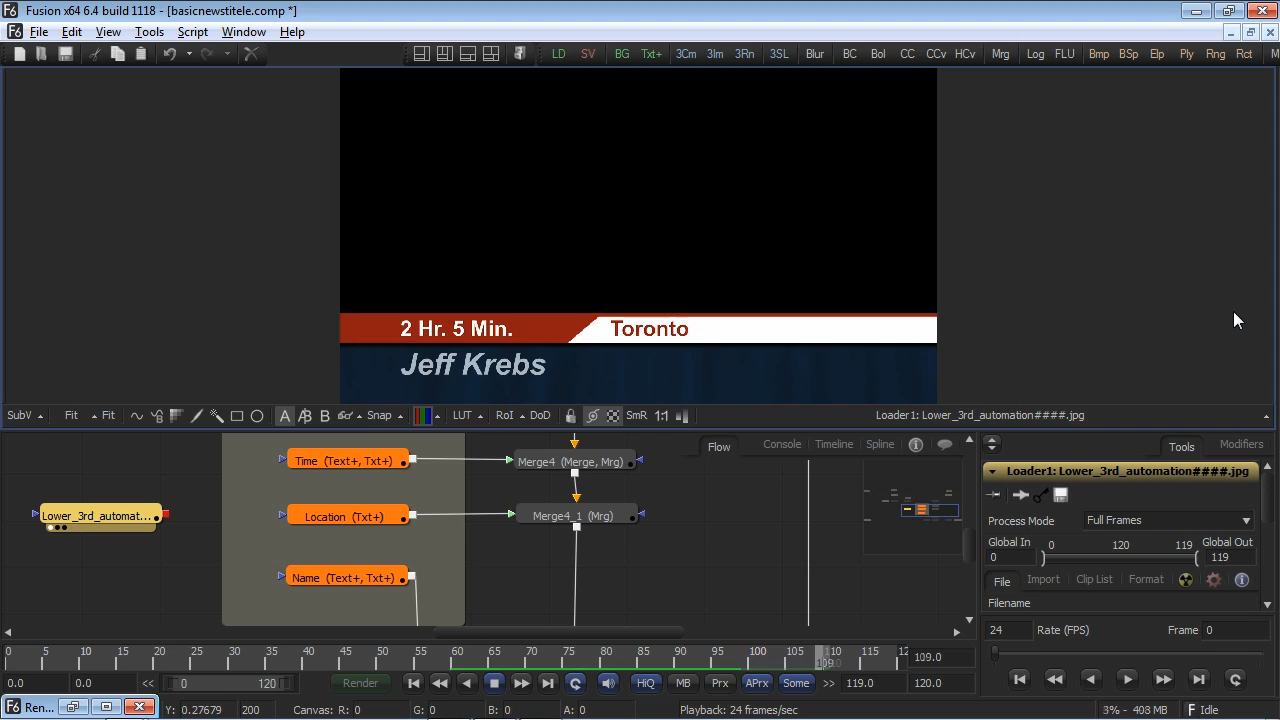 Fusion x64 6.4 build 1118 - [basicnewstitele.comp *]
File Edit View Tools Script Window Help
LD SV BG Txt+ 3Cm 3Im 3Rn 3SL Blur BC Bol CC CCv HCv Mrg Log FLU Bmp BSp Elp Ply Rng Rct M
2 Hr. 5 Min. Toronto
Jeff Krebs
SubV Fit Fit A B Snap LUT RoI DoD SmR 1:1 Loader1: Lower_3rd_automation####.jpg
Flow Console Timeline Spline Tools Modifiers
Time (Text+, Txt+) Merge4 (Merge, Mrg)
Loader1: Lower_3rd_automation####.jpg
Lower_3rd_automat... Location (Txt+) Merge4_1 (Mrg)
Process Mode Full Frames
Global In 0 120 119 Global Out
0 119
Name (Text+, Txt+)
File Import Clip List Format
Filename
24 Rate (FPS) Frame 0
0 5 10 15 20 25 30 35 40 45 50 55 60 65 70 75 80 85 90 95 100 105 110 115 12 109.0
109
0.0 0.0 << 0 120 Render HiQ MB Prx APrx Some >> 119.0 120.0
Ren... Y: 0.27679 200 Canvas: R: 0 G: 0 B: 0 A: 0 Playback: 24 frames/sec 3% - 408 MB Idle